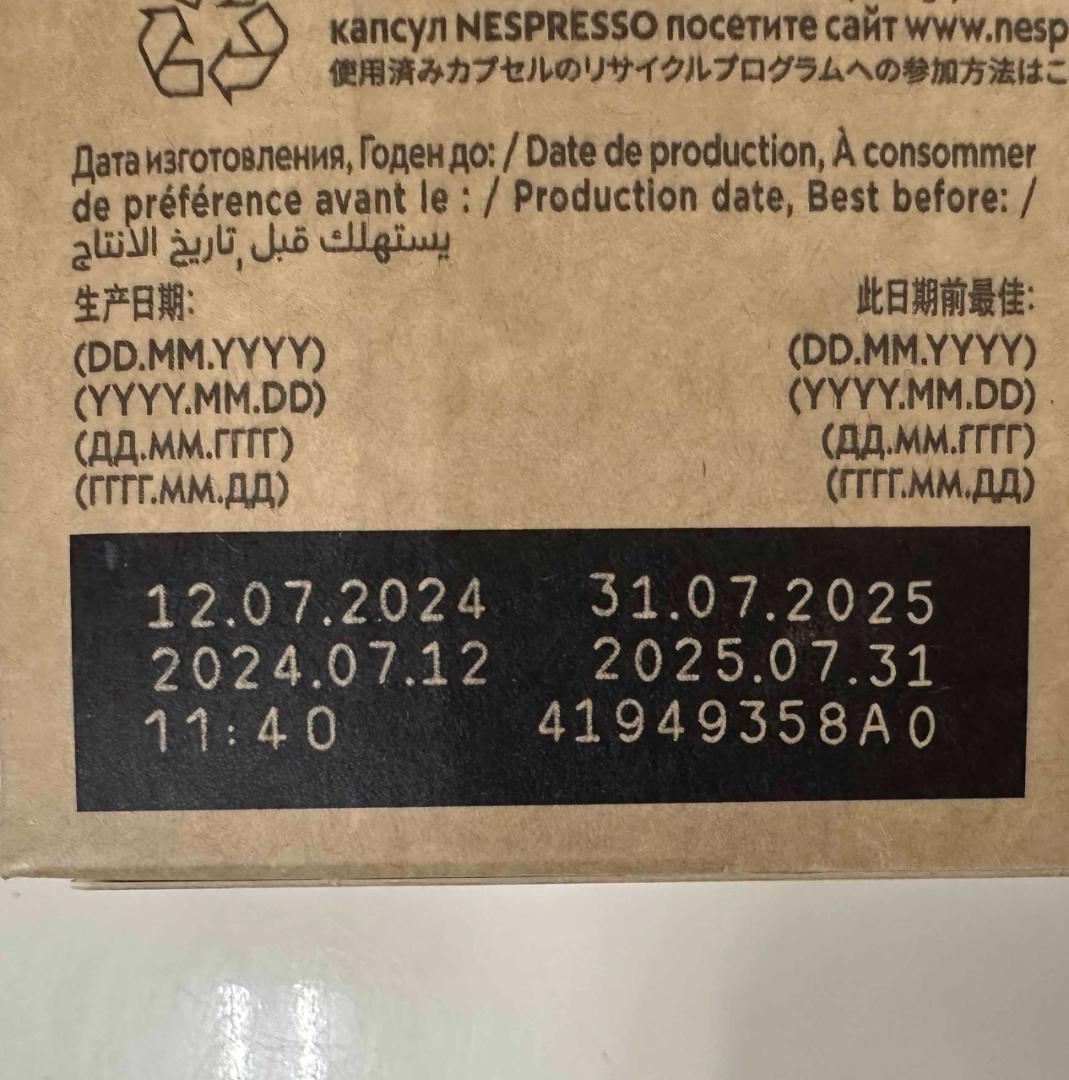 капсул NESPRESSO посетите сайт www.nesp
使用済みカプセルのリサイクルプログラムへの参加方法はこ
Дата изготовления, Годен до: / Date de production, À consommer
de préférence avant le : / Production date, Best before: /
يستهلك قبل ,تاريخ الانتاج
生产日期: 此日期前最佳:
(DD.MM.YYYY) (DD.MM.YYYY)
(YYYY.MM.DD) (YYYY.MM.DD)
(ДД.ММ.ГГГГ) (ДД.ММ.ГГГГ)
(ГГГГ.ММ.ДД) (ГГГГ.ММ.ДД)
12.07.2024 31.07.2025
2024.07.12 2025.07.31
11:40 41949358A0